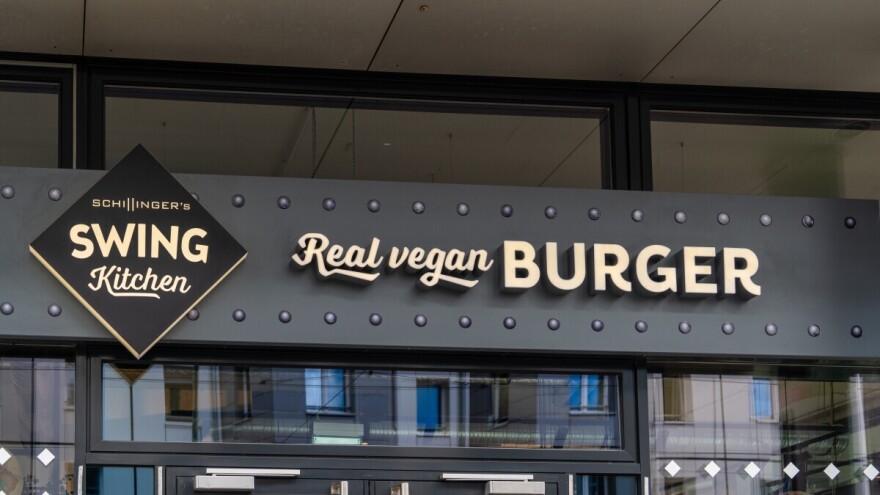 SCHILLINGER's
SWING
Kitchen
Real vegan BURGER